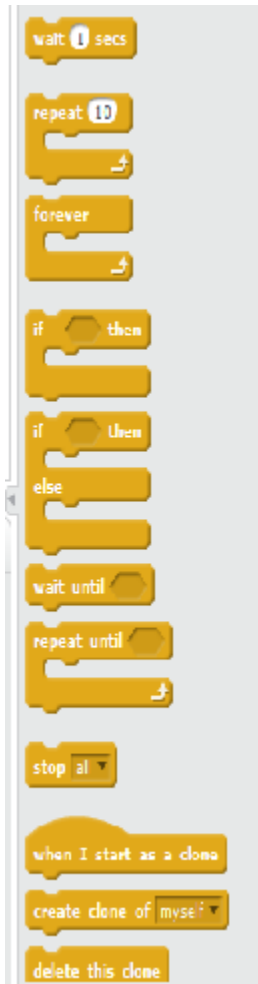 wait 1 secs
repeat 10
forever
if then
if then
else
wait until
repeat until
stop all
when I start as a clone
create clone of myself
delete this clone